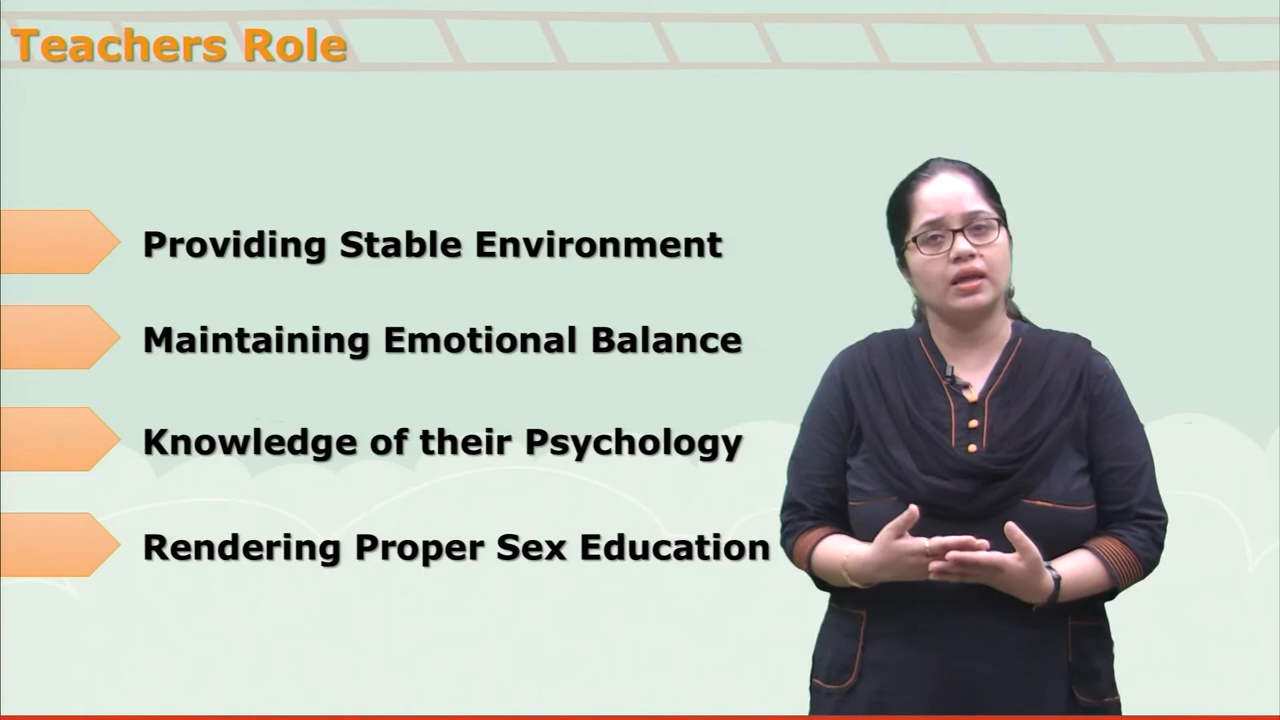 Teachers Role
Providing Stable Environment
Maintaining Emotional Balance
Knowledge of their Psychology
Rendering Proper Sex Education